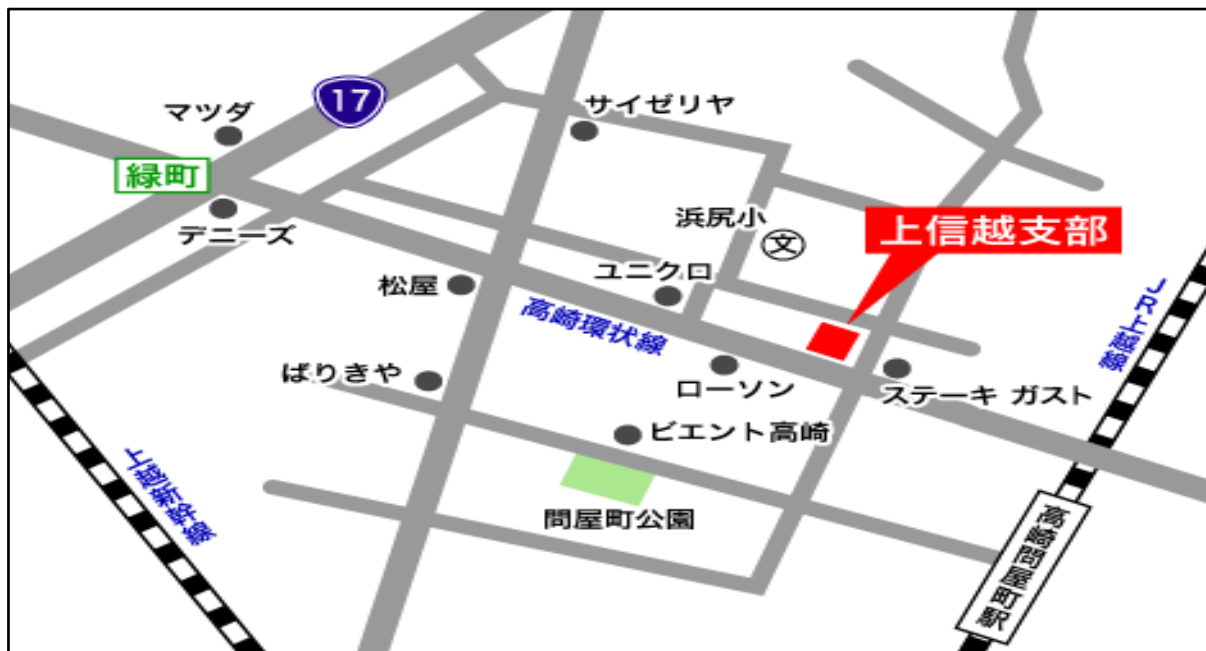 17
マツダ
サイゼリヤ
緑町
デニーズ
浜尻小
文
上信越支部
松屋
ユニクロ
高崎環状線
JR上越線
ばりきや
ローソン
ステーキ ガスト
ビエント高崎
上越新幹線
問屋町公園
高崎問屋町駅